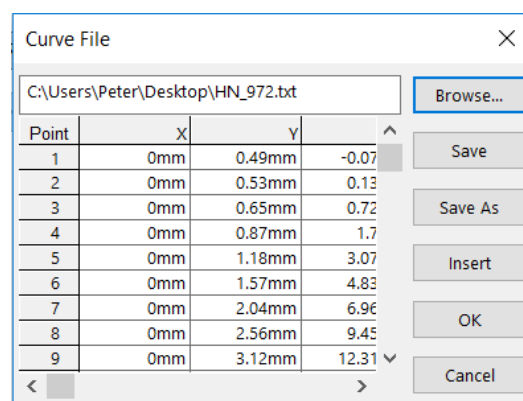 Curve File
C:\Users\Peter\Desktop\HN_972.txt
Browse...
Point X Y
1 0mm 0.49mm -0.07
2 0mm 0.53mm 0.13
3 0mm 0.65mm 0.72
4 0mm 0.87mm 1.7
5 0mm 1.18mm 3.07
6 0mm 1.57mm 4.83
7 0mm 2.04mm 6.96
8 0mm 2.56mm 9.45
9 0mm 3.12mm 12.31
Save
Save As
Insert
OK
Cancel